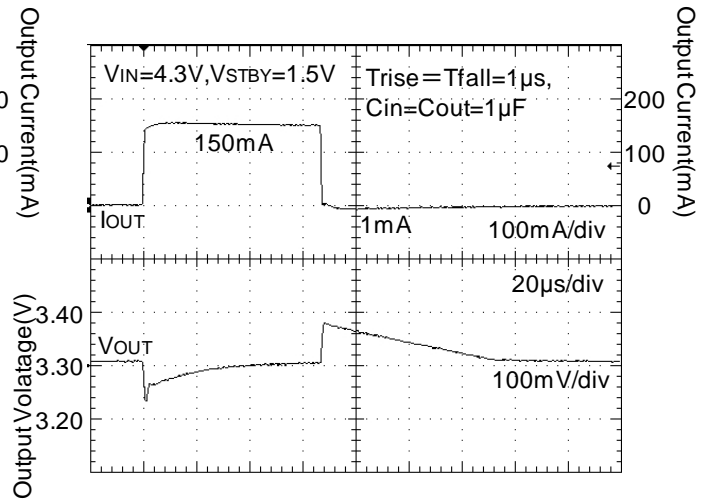 Output Current(mA)
0
0
VIN=4.3V,VSTBY=1.5V
Trise＝Tfall=1µs,
Cin=Cout=1µF
150mA
IOUT
1mA
100mA/div
200
100
0
Output Current(mA)
20µs/div
Output Volatage(V)
3.40
VOUT
3.30
100mV/div
3.20